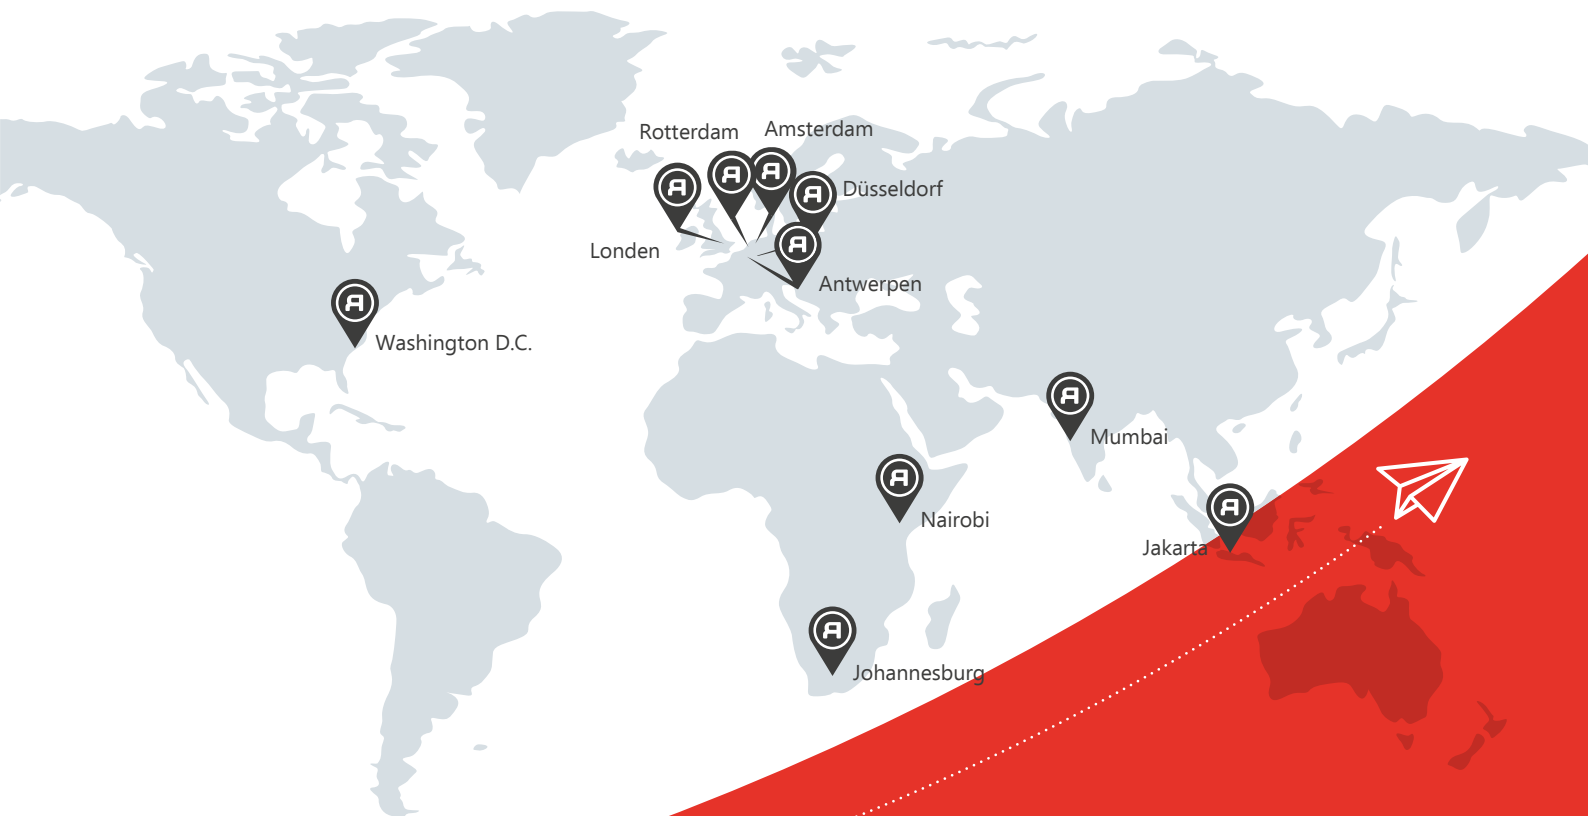 Rotterdam
Amsterdam
Düsseldorf
Londen
Antwerpen
Washington D.C.
Mumbai
Nairobi
Jakarta
Johannesburg